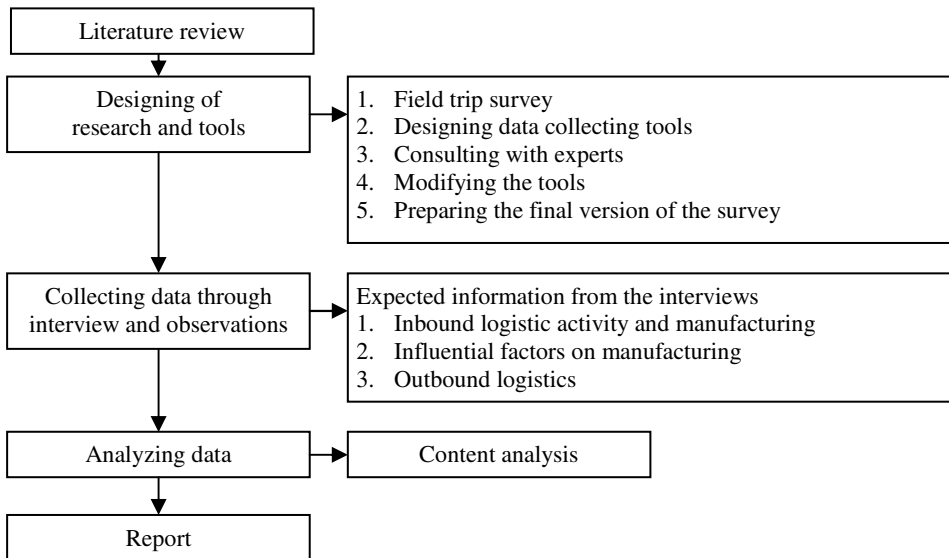 Literature review
Designing of
research and tools
1. Field trip survey
2. Designing data collecting tools
3. Consulting with experts
4. Modifying the tools
5. Preparing the final version of the survey
Collecting data through
interview and observations
Expected information from the interviews
1. Inbound logistic activity and manufacturing
2. Influential factors on manufacturing
3. Outbound logistics
Analyzing data
Content analysis
Report